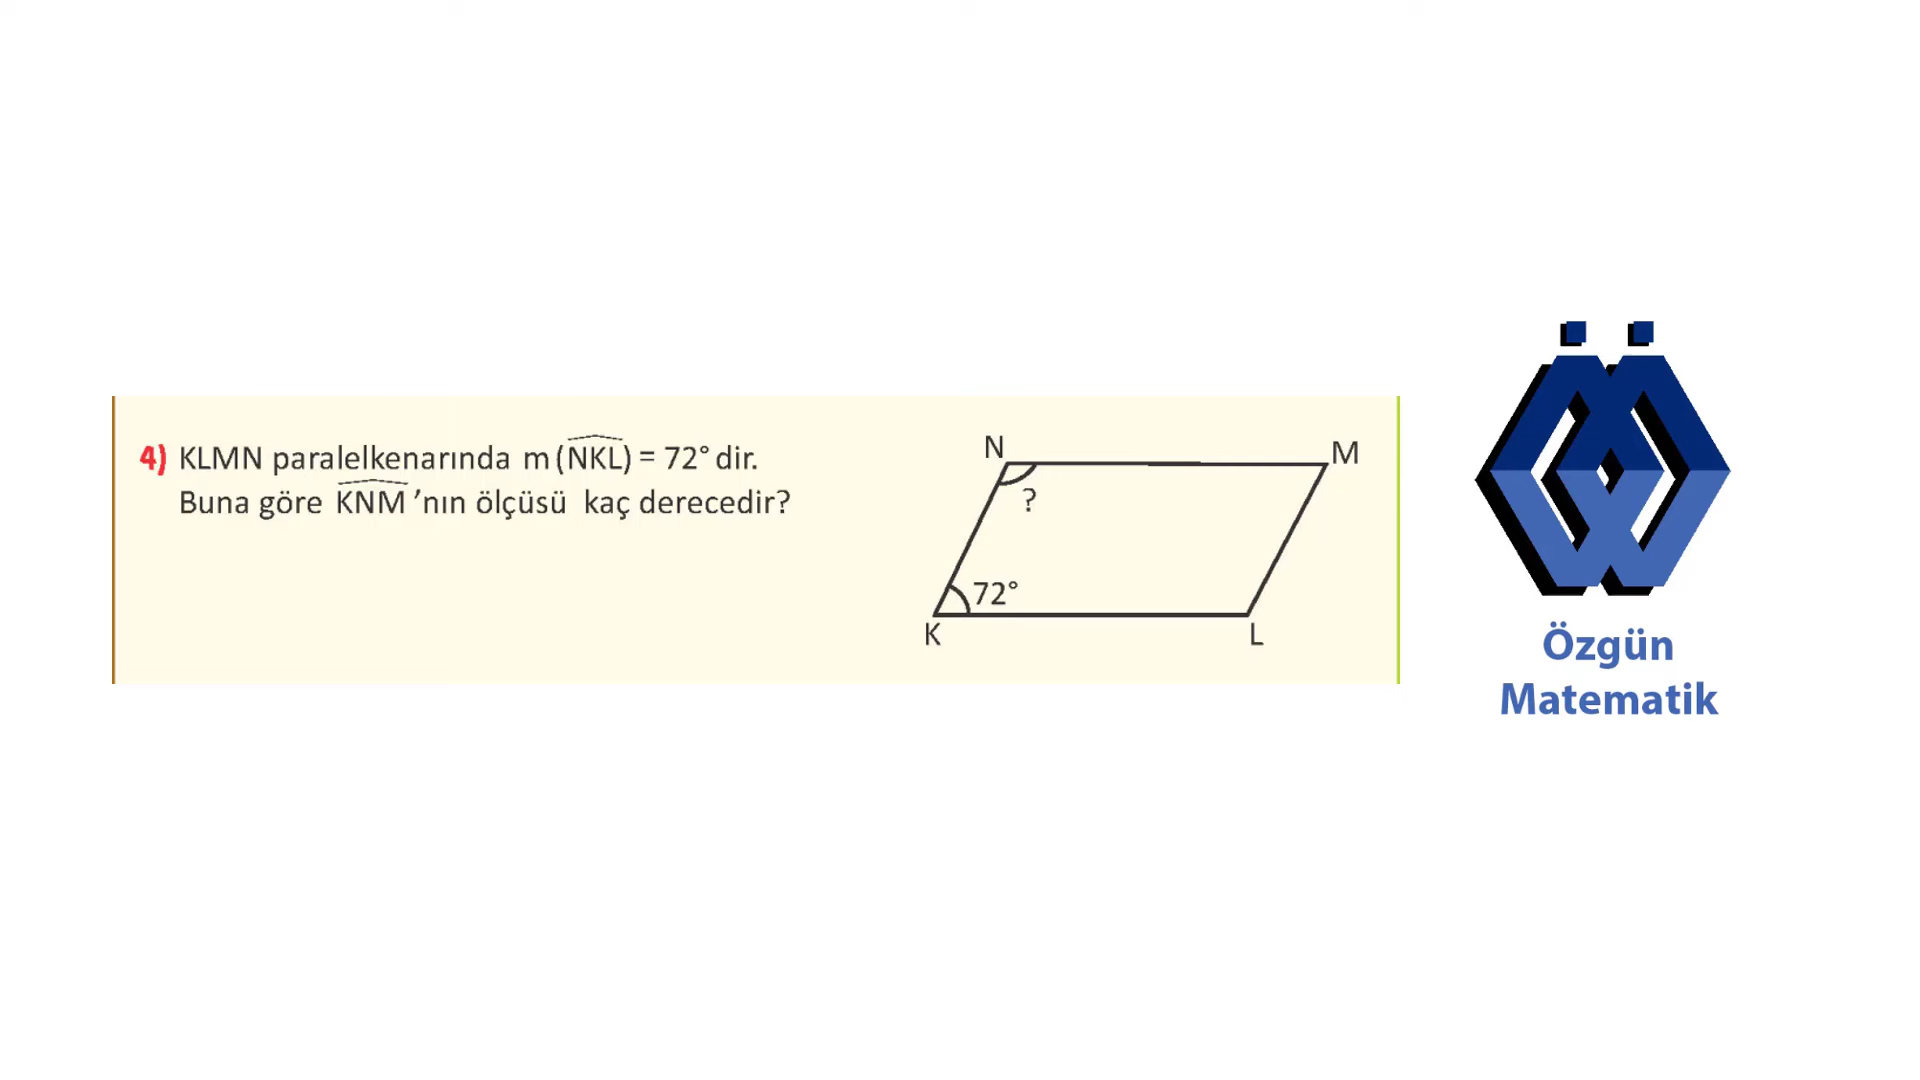 4) KLMN paralelkenarında m(NKL) = 72° dir.
Buna göre KNM 'nın ölçüsü kaç derecedir?
N
M
?
72°
K
L
Özgün
Matematik